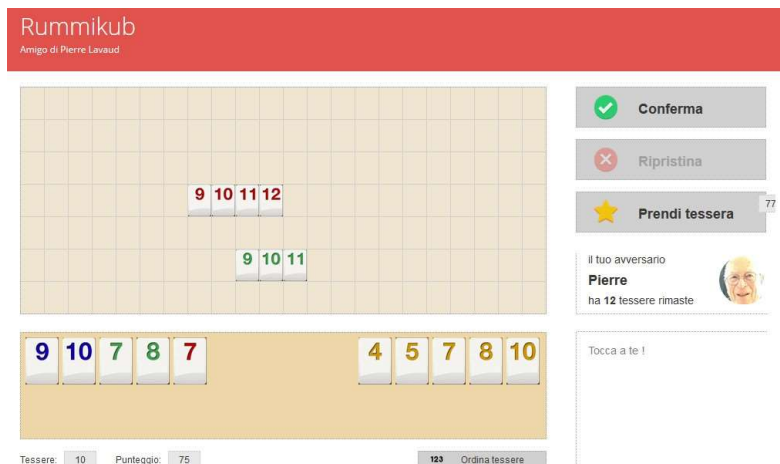 Rummikub
Amigo di Pierre Lavaud
Conferma
Ripristina
77
Prendi tessera
9 10 11 12
9 10 11
il tuo avversario
Pierre
ha 12 tessere rimaste
9 10 7 8 7 4 5 7 8 10
Tocca a te !
Tessere: 10 Punteggio: 75 123 Ordina tessere